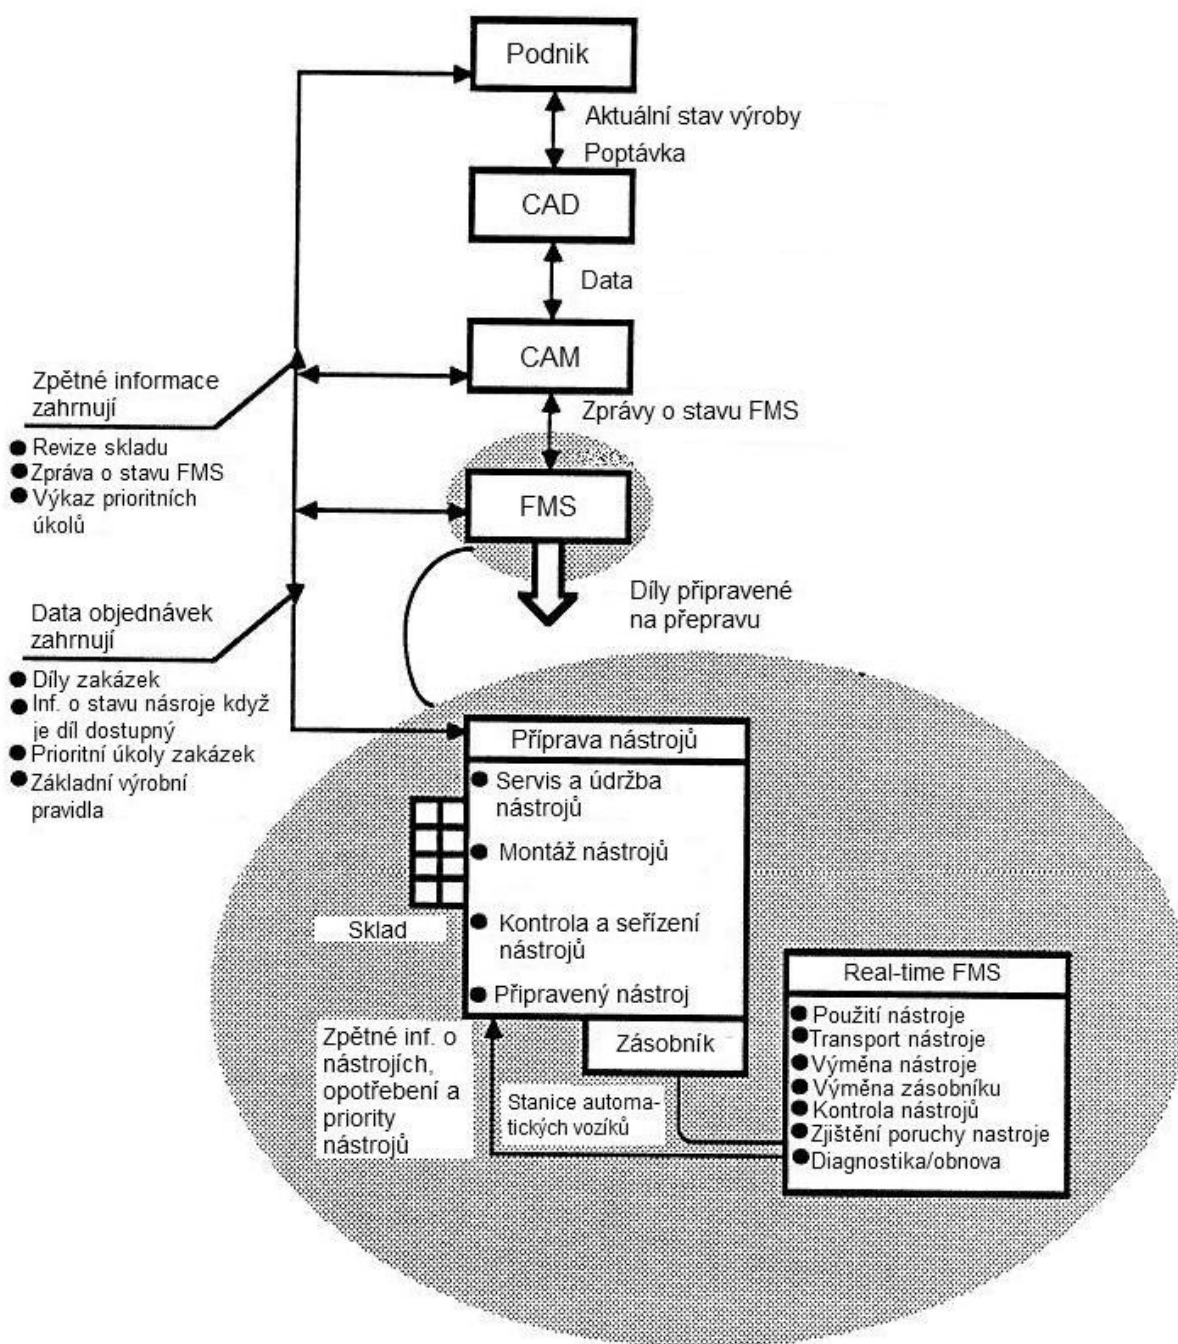 Podnik
Aktuální stav výroby
Poptávka
CAD
Data
CAM
Zprávy o stavu FMS
FMS
Díly připravené
na přepravu
Zpětné informace
zahrnují
● Revize skladu
● Zpráva o stavu FMS
● Výkaz prioritních
úkolů
Data objednávek
zahrnují
● Díly zakázek
● Inf. o stavu násroje když
je díl dostupný
● Prioritní úkoly zakázek
● Základní výrobní
pravidla
Příprava nástrojů
● Servis a údržba
nástrojů
● Montáž nástrojů
● Kontrola a seřízení
nástrojů
● Připravený nástroj
Sklad
Zásobník
Zpětné inf. o
nástrojích,
opotřebení a
priority
nástrojů
Stanice automa-
tických vozíků
Real-time FMS
● Použití nástroje
● Transport nástroje
● Výměna nástroje
● Výměna zásobníku
● Kontrola nástrojů
● Zjištění poruchy nastroje
● Diagnostika/obnova